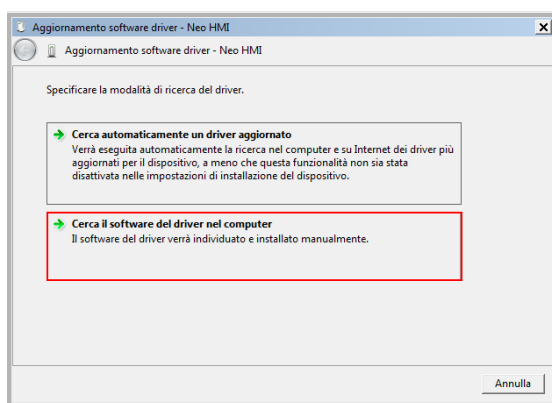 Aggiornamento software driver - Neo HMI
Aggiornamento software driver - Neo HMI
Specificare la modalità di ricerca del driver.
Cerca automaticamente un driver aggiornato
Verrà eseguita automaticamente la ricerca nel computer e su Internet dei driver più
aggiornati per il dispositivo, a meno che questa funzionalità non sia stata
disattivata nelle impostazioni di installazione del dispositivo.
Cerca il software del driver nel computer
Il software del driver verrà individuato e installato manualmente.
Annulla